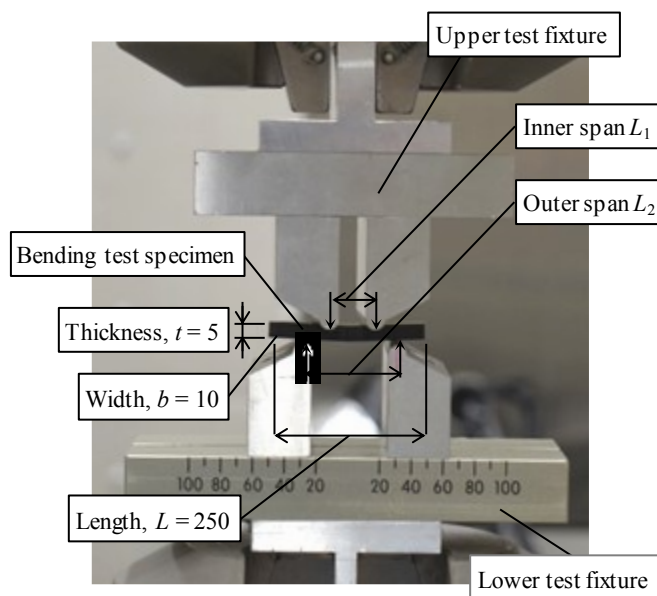 Upper test fixture
Inner span L₁
Outer span L₂
Bending test specimen
Thickness, t = 5
Width, b = 10
100 80 60 40 20 20 40 60 80 100
Length, L = 250
Lower test fixture